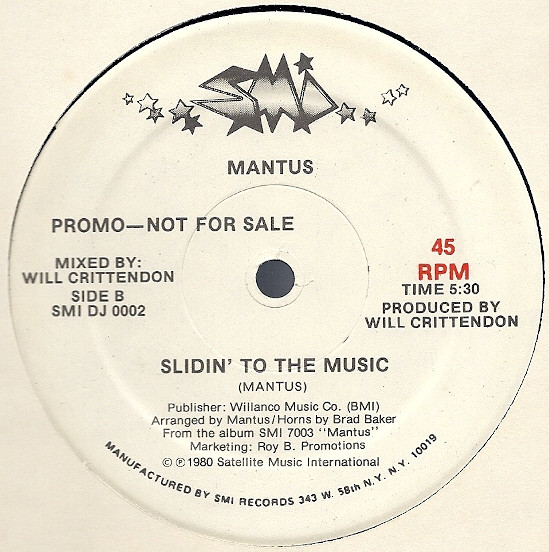 SMI
MANTUS
PROMO—NOT FOR SALE
MIXED BY:
WILL CRITTENDON
SIDE B
SMI DJ 0002
45
RPM
TIME 5:30
PRODUCED BY
WILL CRITTENDON
SLIDIN' TO THE MUSIC
(MANTUS)
Publisher: Willanco Music Co. (BMI)
Arranged by Mantus/Horns by Brad Baker
From the album SMI 7003 ''Mantus''
Marketing: Roy B. Promotions
© ℗ 1980 Satellite Music International
MANUFACTURED BY SMI RECORDS 343 W. 58th N.Y. N.Y. 10019